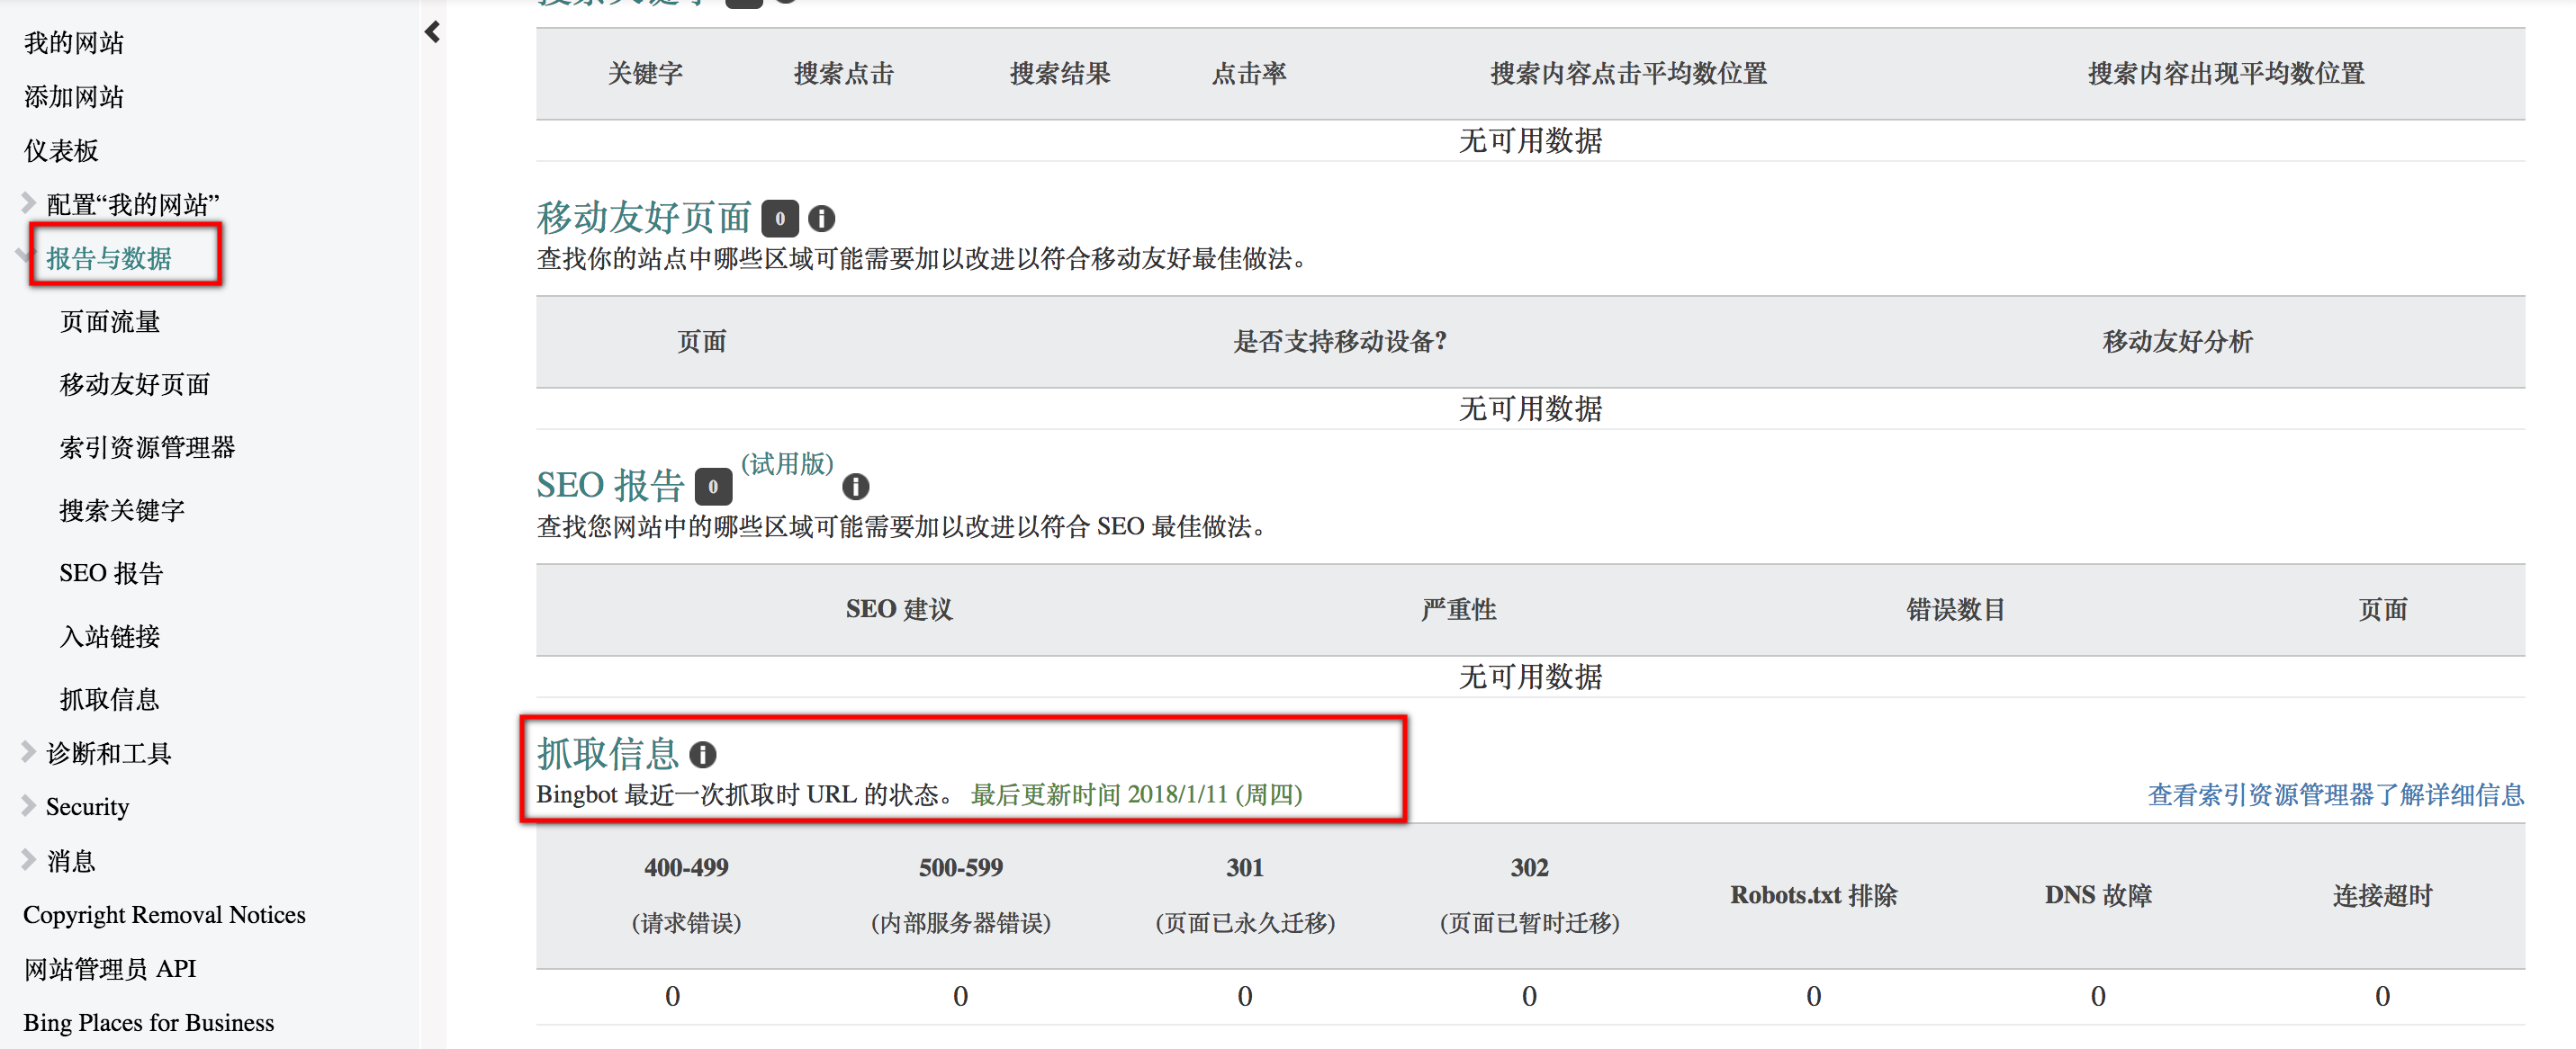 我的网站
添加网站
仪表板
配置“我的网站”
报告与数据
页面流量
移动友好页面
索引资源管理器
搜索关键字
SEO 报告
入站链接
抓取信息
诊断和工具
Security
消息
Copyright Removal Notices
网站管理员 API
Bing Places for Business
搜索关键字
关键字 搜索点击 搜索结果 点击率 搜索内容点击平均数位置 搜索内容出现平均数位置
无可用数据
移动友好页面 0
查找你的站点中哪些区域可能需要加以改进以符合移动友好最佳做法。
页面 是否支持移动设备? 移动友好分析
无可用数据
SEO 报告 0 (试用版)
查找您网站中的哪些区域可能需要加以改进以符合 SEO 最佳做法。
SEO 建议 严重性 错误数目 页面
无可用数据
抓取信息
Bingbot 最近一次抓取时 URL 的状态。 最后更新时间 2018/1/11 (周四)
查看索引资源管理器了解详细信息
400-499 500-599 301 302 Robots.txt 排除 DNS 故障 连接超时
(请求错误) (内部服务器错误) (页面已永久迁移) (页面已暂时迁移)
0 0 0 0 0 0 0